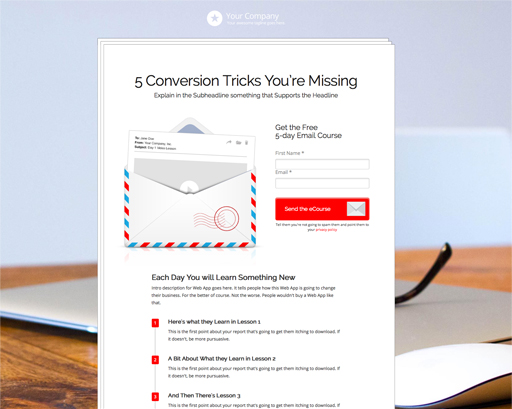 Your Company
5 Conversion Tricks You're Missing
Explain in the Subheadline something that Supports the Headline
To: Jane Doe
From: Your Company, Inc
Subject: Day 1 Video Lesson
Get the Free
5-day Email Course
First Name *
Email *
Send the eCourse
Tell them you're not going to spam them and point them to
your privacy policy
Each Day You will Learn Something New
Intro description for Web App goes here. It tells people how this Web App is going to change
their business. For the better of course. Not the worse. People wouldn't buy a Web App like
that.
1 Here's what they Learn in Lesson 1
This is the first point about your report that's going to get them itching to download. If
it doesn't, be more pursuasive.
2 A Bit About What they Learn in Lesson 2
This is the first point about your report that's going to get them itching to download. If
it doesn't, be more pursuasive.
3 And Then There's Lesson 3
This is the first point about your report that's going to get them itching to download. If